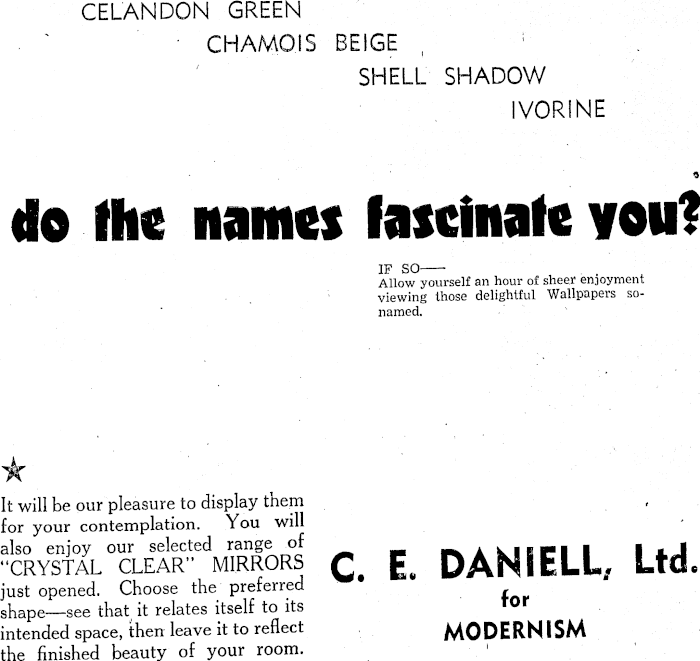 CELANDON GREEN
CHAMOIS BEIGE
SHELL SHADOW
IVORINE
do the names fascinate you?
IF SO—
Allow yourself an hour of sheer enjoyment
viewing those delightful Wallpapers so-
named.
It will be our pleasure to display them
for your contemplation. You will
also enjoy our selected range of
"CRYSTAL CLEAR" MIRRORS
just opened. Choose the preferred
shape—see that it relates itself to its
intended space, then leave it to reflect
the finished beauty of your room.
C. E. DANIELL, Ltd.
for
MODERNISM